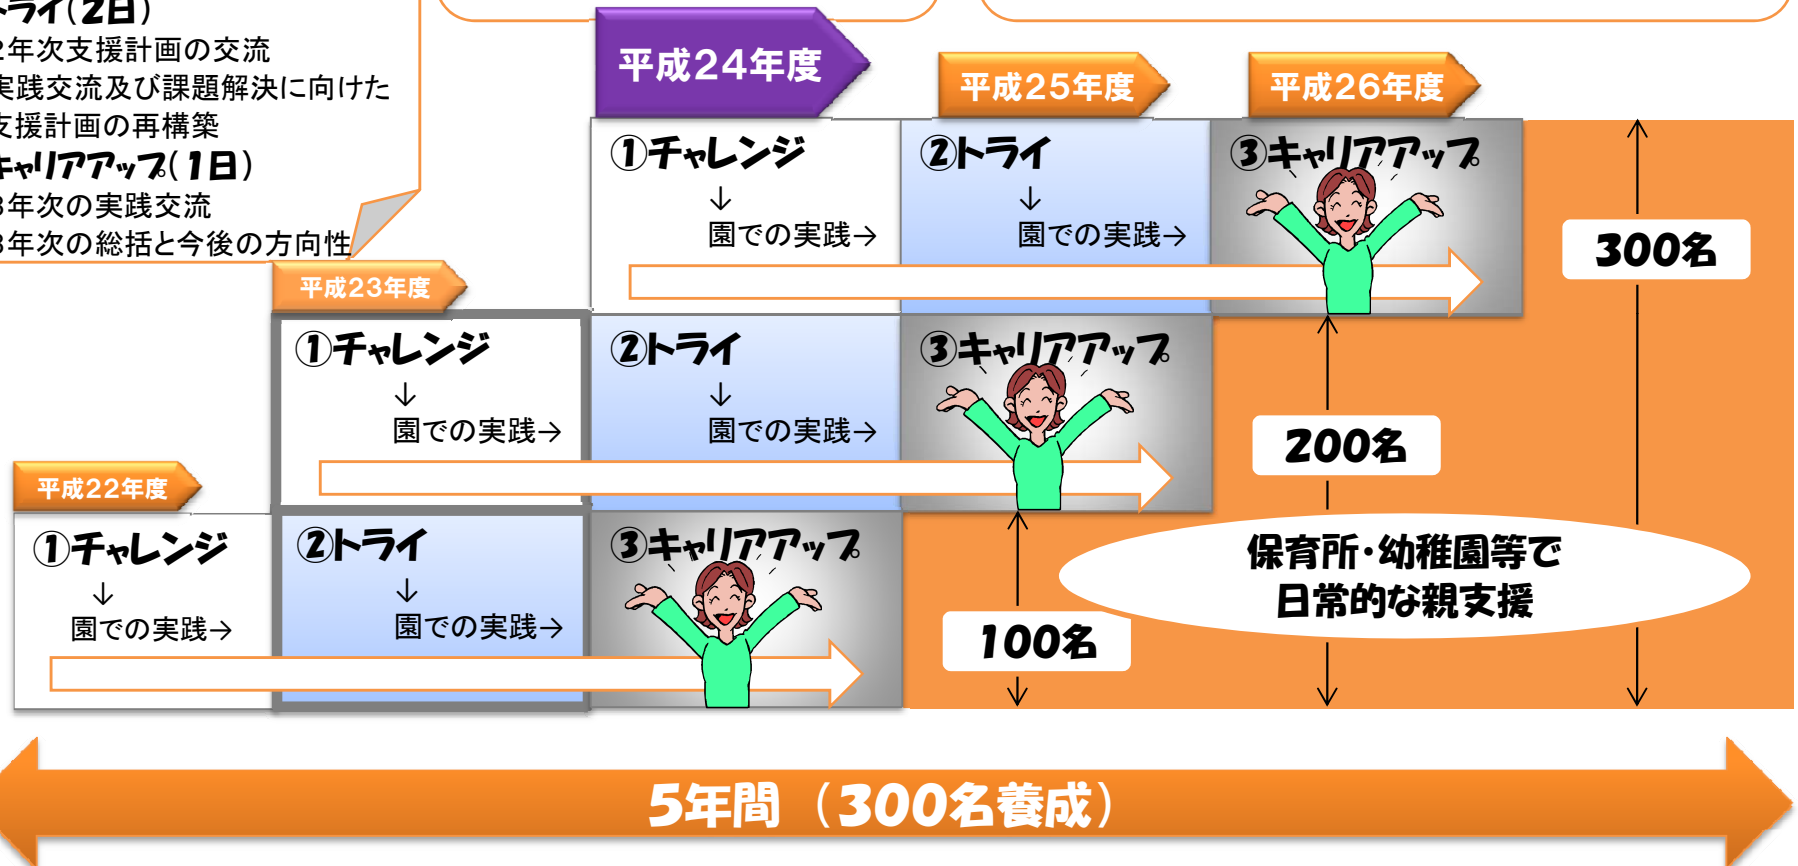 トライ(2日)
2年次支援計画の交流
実践交流及び課題解決に向けた
支援計画の再構築
キャリアアップ(1日)
3年次の実践交流
3年次の総括と今後の方向性
平成24年度
平成25年度
平成26年度
①チャレンジ
↓
園での実践→
②トライ
↓
園での実践→
③キャリアアップ
300名
平成23年度
①チャレンジ
↓
園での実践→
②トライ
↓
園での実践→
③キャリアアップ
200名
平成22年度
①チャレンジ
↓
園での実践→
②トライ
↓
園での実践→
③キャリアアップ
100名
保育所・幼稚園等で
日常的な親支援
5年間（300名養成）